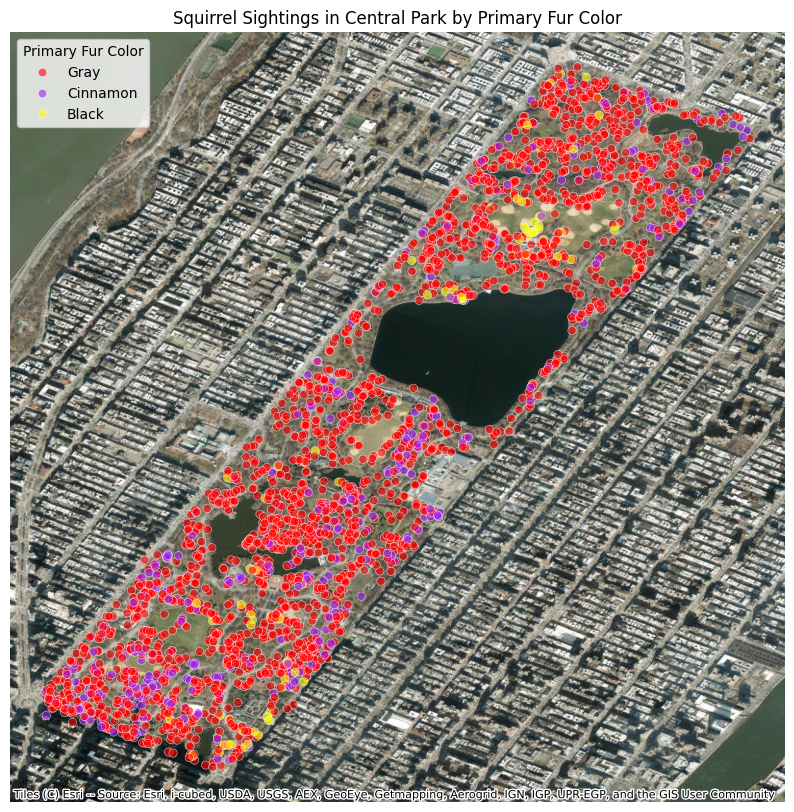 Squirrel Sightings in Central Park by Primary Fur Color
Primary Fur Color
Gray
Cinnamon
Black
Tiles (C) Esri -- Source: Esri, i-cubed, USDA, USGS, AEX, GeoEye, Getmapping, Aerogrid, IGN, IGP, UPR-EGP, and the GIS User Community